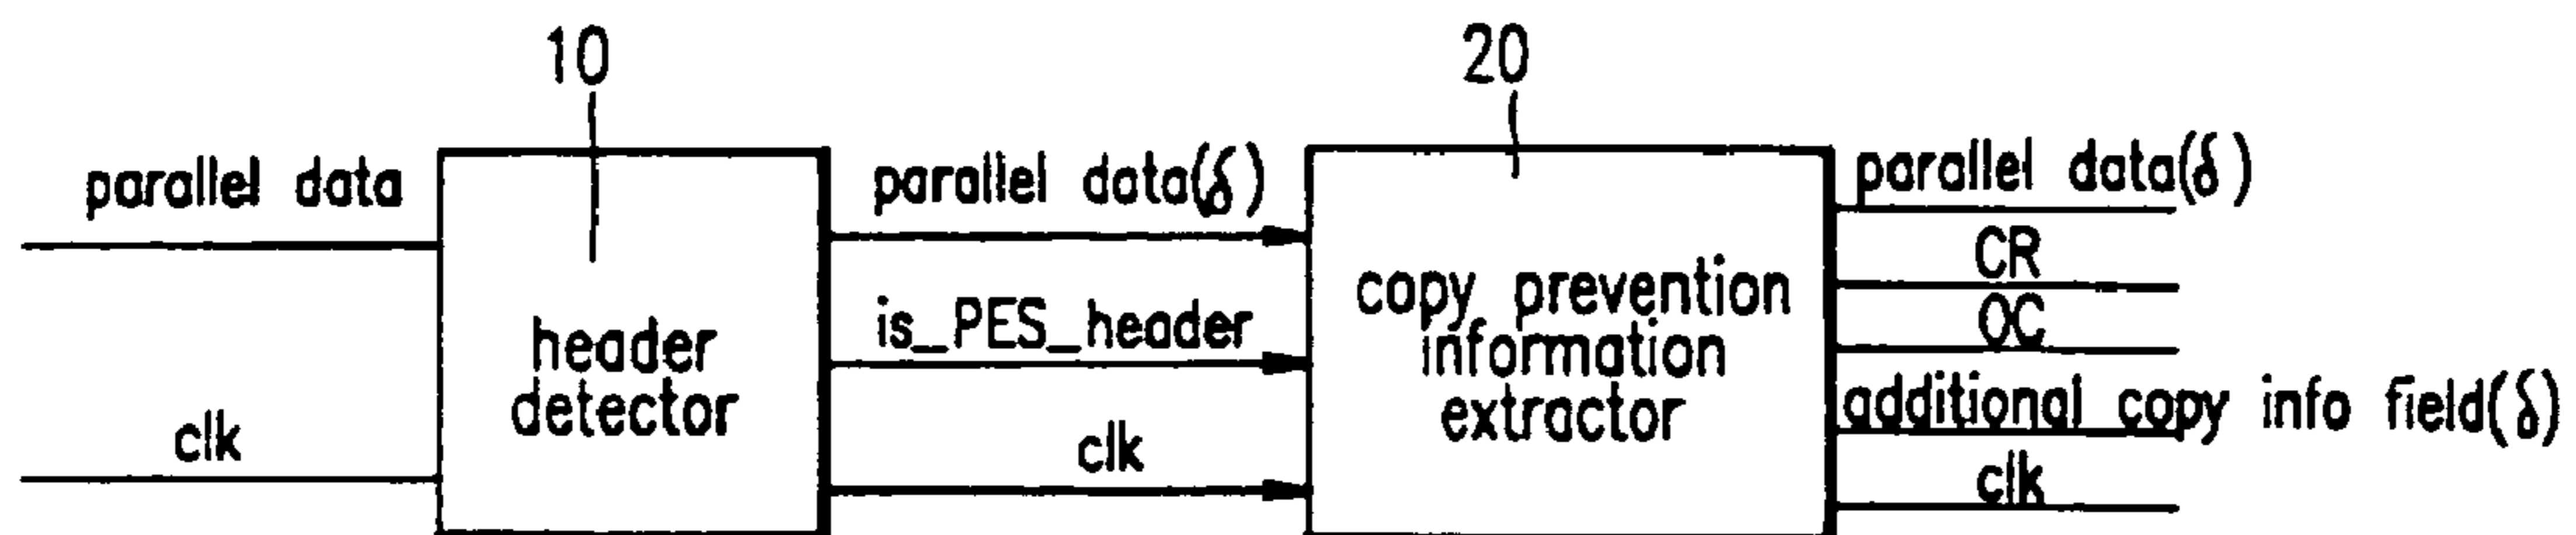 10
20
parallel data
parallel data(δ)
parallel data(δ)
CR
is_PES_header
OC
header
detector
copy prevention
information
extractor
additional copy info field(δ)
clk
clk
clk